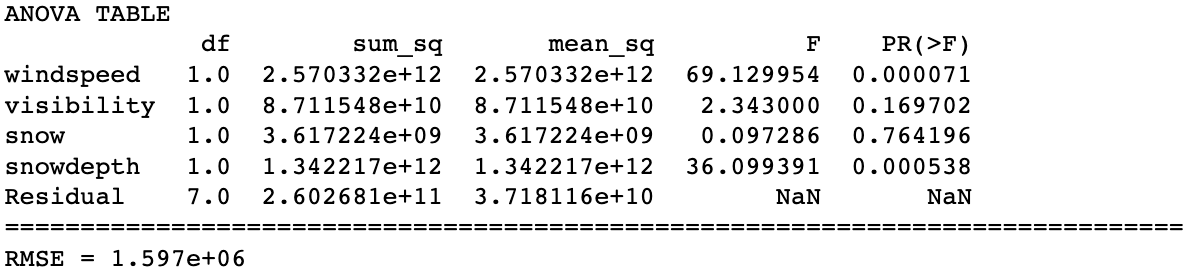 ANOVA TABLE
df sum_sq mean_sq F PR(>F)
windspeed 1.0 2.570332e+12 2.570332e+12 69.129954 0.000071
visibility 1.0 8.711548e+10 8.711548e+10 2.343000 0.169702
snow 1.0 3.617224e+09 3.617224e+09 0.097286 0.764196
snowdepth 1.0 1.342217e+12 1.342217e+12 36.099391 0.000538
Residual 7.0 2.602681e+11 3.718116e+10 NaN NaN
==============================================================================
RMSE = 1.597e+06